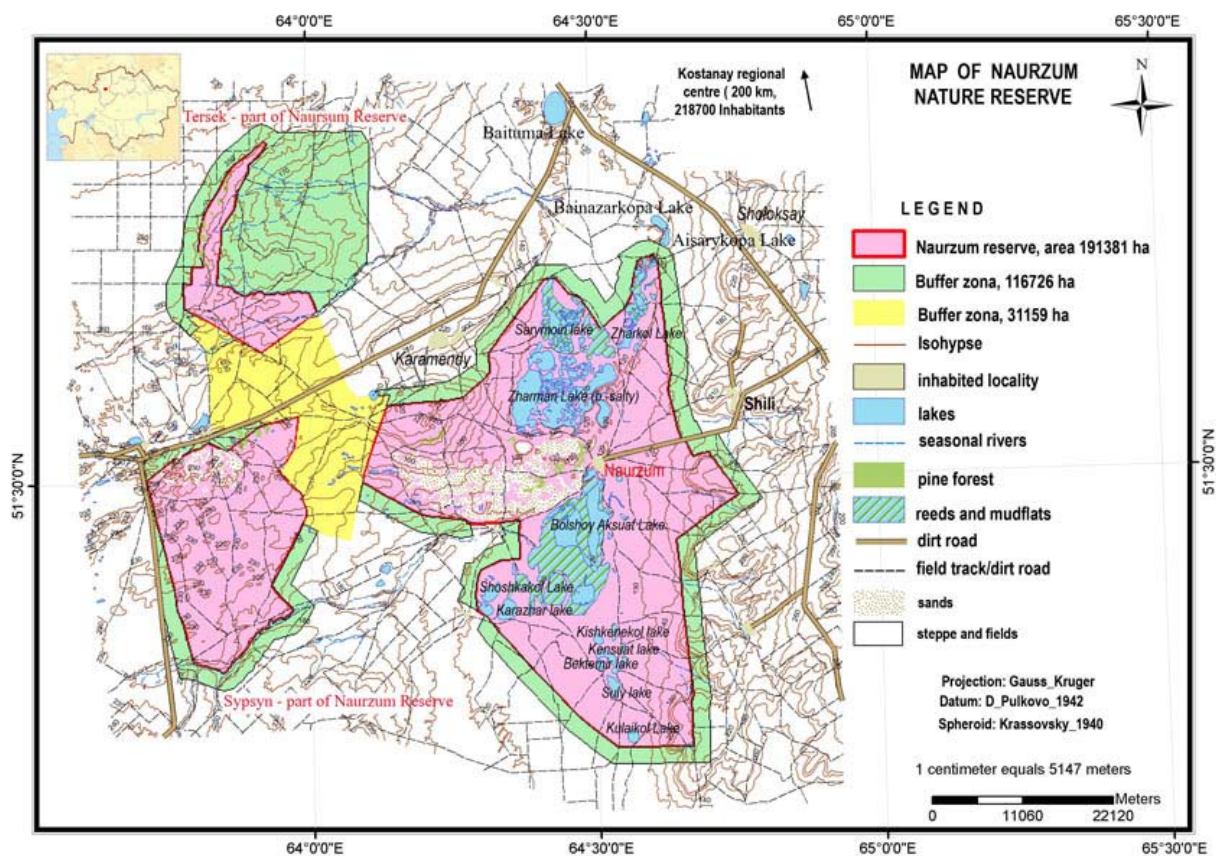 64°0'0"E
64°30'0"E
65°0'0"E
65°30'0"E
Kostanay regional
centre ( 200 km,
218700 Inhabitants
MAP OF NAURZUM
NATURE RESERVE
N
Tersek - part of Naursum Reserve
Baituma Lake
Bainazarkopa Lake
Sholoksay
Aisarykopa Lake
Sarymoin lake
Zharkol Lake
Karamendy
Zharman Lake (b.-salty)
Shili
Naurzum
51°30'0"N
51°30'0"N
Bolshoy Aksuat Lake
Shoshkakol Lake
Karazhar lake
Kishkenekol lake
Kensuat lake
Bektemir lake
Suly lake
Kulaikol Lake
Sypsyn - part of Naurzum Reserve
LEGEND
Naurzum reserve, area 191381 ha
Buffer zona, 116726 ha
Buffer zona, 31159 ha
Isohypse
inhabited locality
lakes
seasonal rivers
pine forest
reeds and mudflats
dirt road
field track/dirt road
sands
steppe and fields
Projection: Gauss_Kruger
Datum: D_Pulkovo_1942
Spheroid: Krassovsky_1940
1 centimeter equals 5147 meters
Meters
0 11060 22120
64°0'0"E
64°30'0"E
65°0'0"E
65°30'0"E